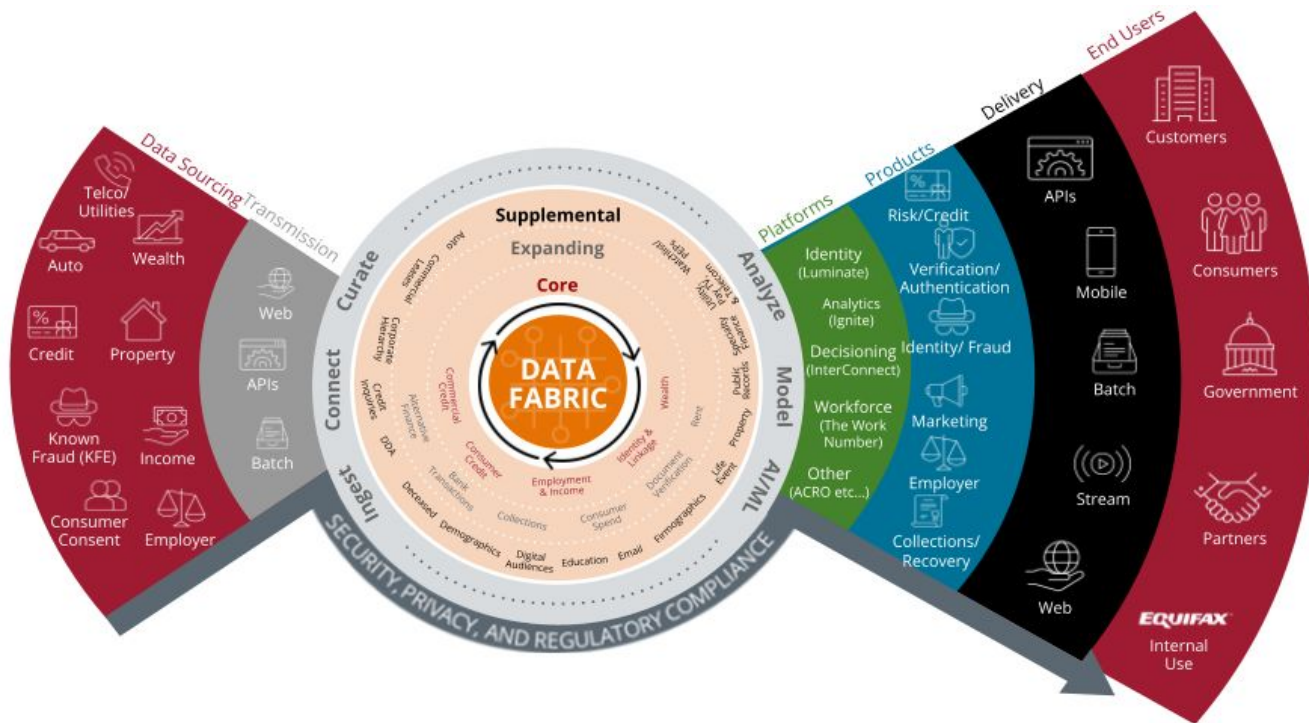 Data Sourcing
Telco/
Utilities
Auto
Wealth
Credit
Property
Known
Fraud (KFE)
Income
Consumer
Consent
Employer
Transmission
Web
APIs
Batch
Ingest
Connect
Curate
Analyze
Model
AI/ML
Supplemental
Expanding
Core
DATA
FABRIC
Commercial
Credit
Consumer
Credit
Employment
& Income
Identity &
Linkage
Wealth
Alternative
Finance
Bank
Transactions
Collections
Consumer
Spend
Document
Verification
Rent
Auto
Commercial
Leases
Corporate
Hierarchy
Credit
Inquiries
DDA
Deceased
Demographics
Digital
Audiences
Education
Email
Firmographics
Life
Event
Property
Public
Records
Specialty
Finance
Utility,
Pay TV,
& Telecom
Watchlist/
PEPs
SECURITY, PRIVACY, AND REGULATORY COMPLIANCE
Platforms
Identity
(Luminate)
Analytics
(Ignite)
Decisioning
(InterConnect)
Workforce
(The Work
Number)
Other
(ACRO etc...)
Products
Risk/Credit
Verification/
Authentication
Identity/ Fraud
Marketing
Employer
Collections/
Recovery
Delivery
APIs
Mobile
Batch
Stream
Web
End Users
Customers
Consumers
Government
Partners
EQUIFAX
Internal
Use